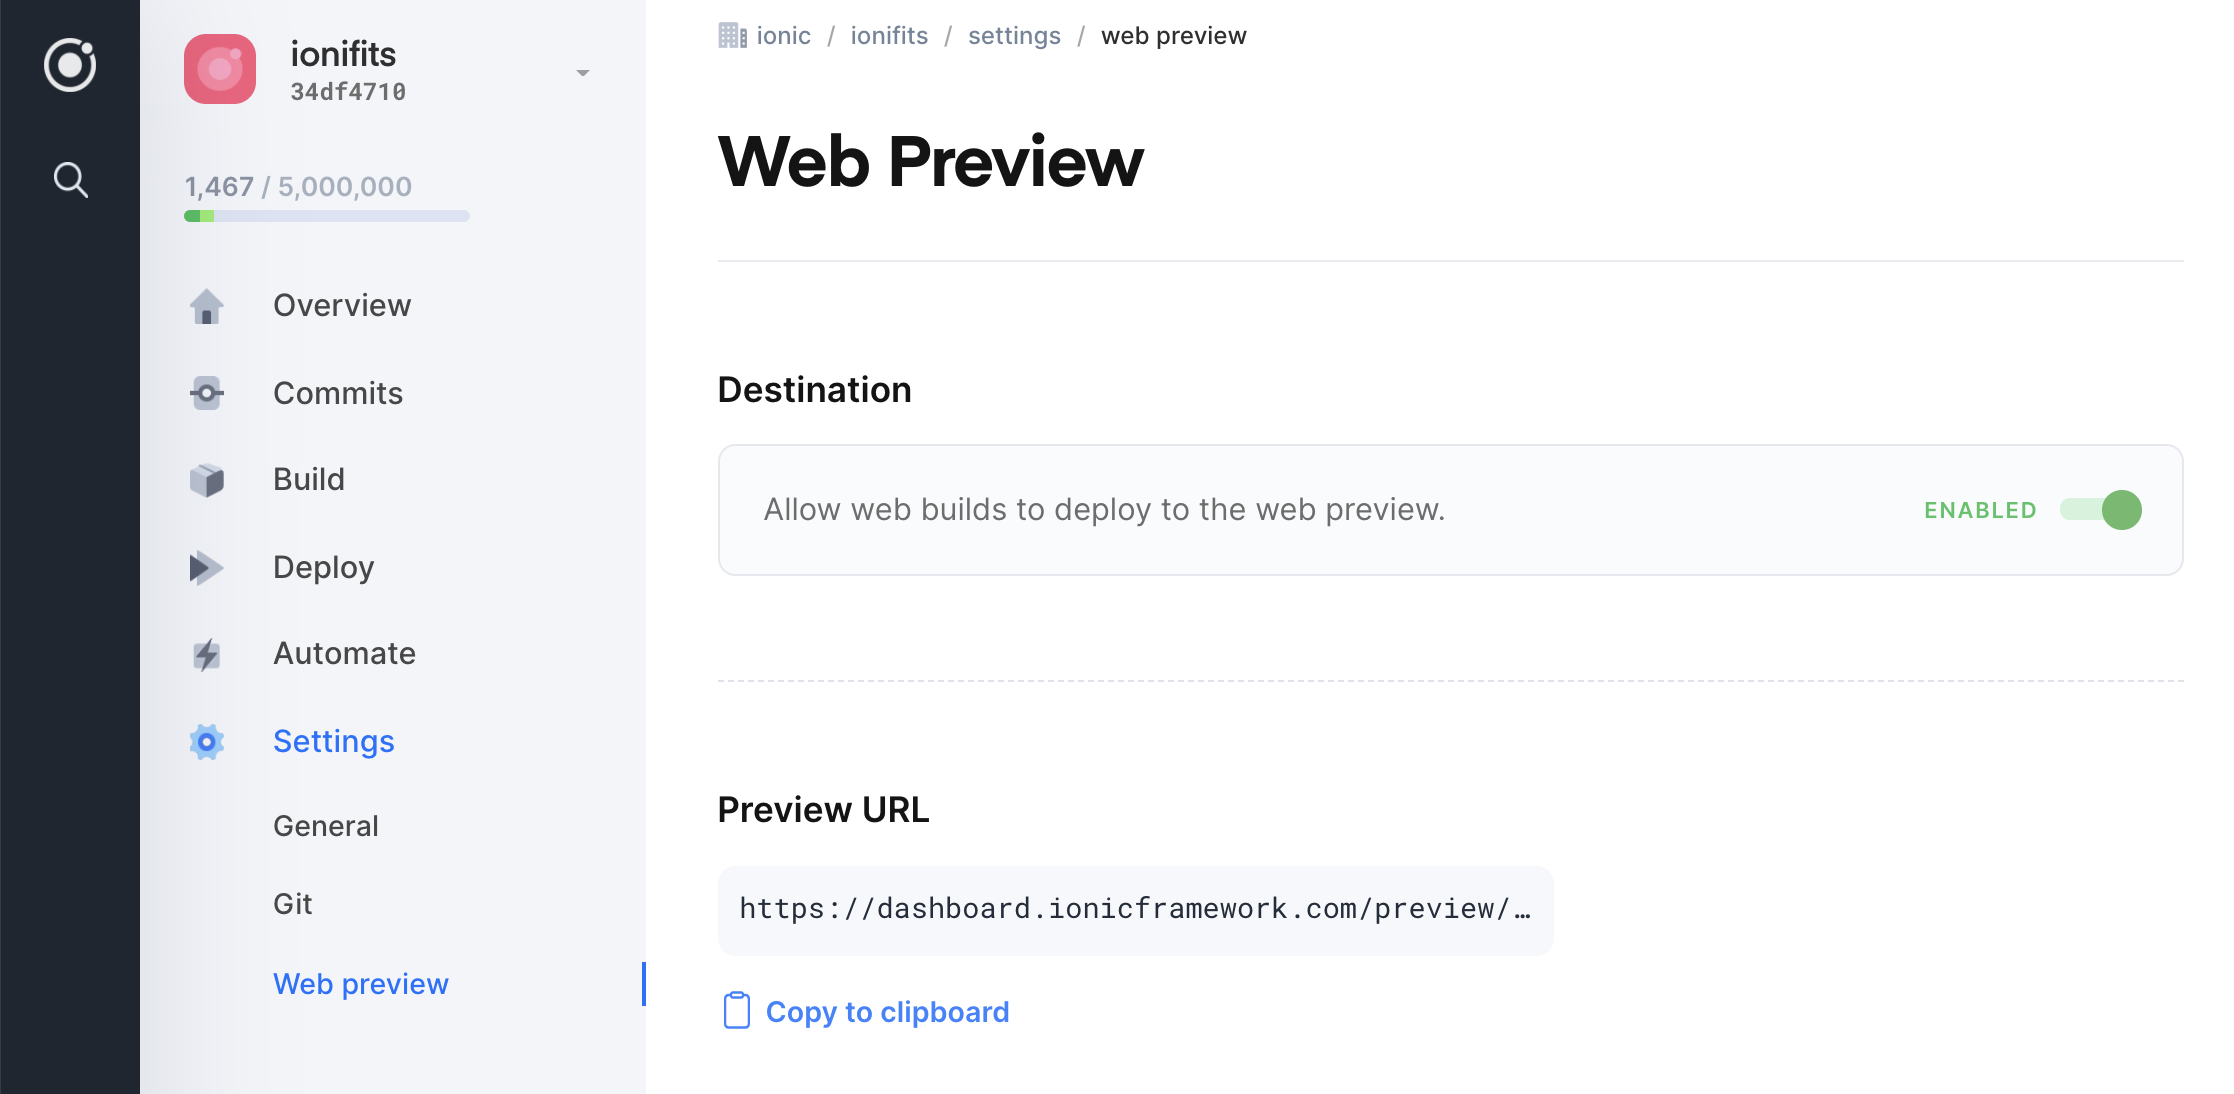 ionifits
34df4710
1,467 / 5,000,000
Overview
Commits
Build
Deploy
Automate
Settings
General
Git
Web preview
ionic / ionifits / settings / web preview
Web Preview
Destination
Allow web builds to deploy to the web preview.
ENABLED
Preview URL
https://dashboard.ionicframework.com/preview/…
Copy to clipboard